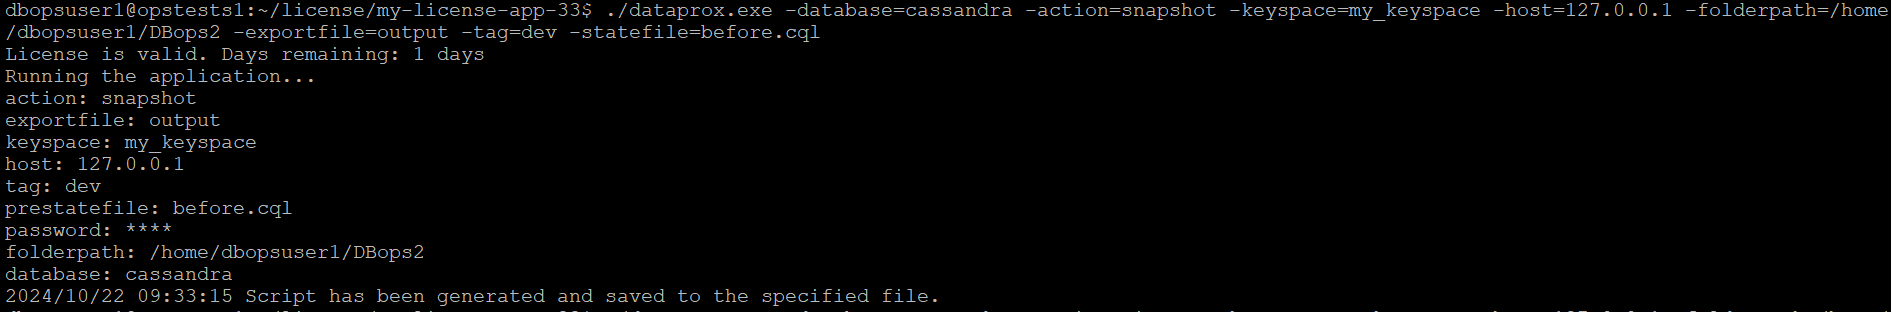 dbopsuser1@opstests1:~/license/my-license-app-33$ ./dataprox.exe -database=cassandra -action=snapshot -keyspace=my_keyspace -host=127.0.0.1 -folderpath=/home
/dbopsuser1/DBops2 -exportfile=output -tag=dev -statefile=before.cql
License is valid. Days remaining: 1 days
Running the application...
action: snapshot
exportfile: output
keyspace: my_keyspace
host: 127.0.0.1
tag: dev
prestatefile: before.cql
password: ****
folderpath: /home/dbopsuser1/DBops2
database: cassandra
2024/10/22 09:33:15 Script has been generated and saved to the specified file.